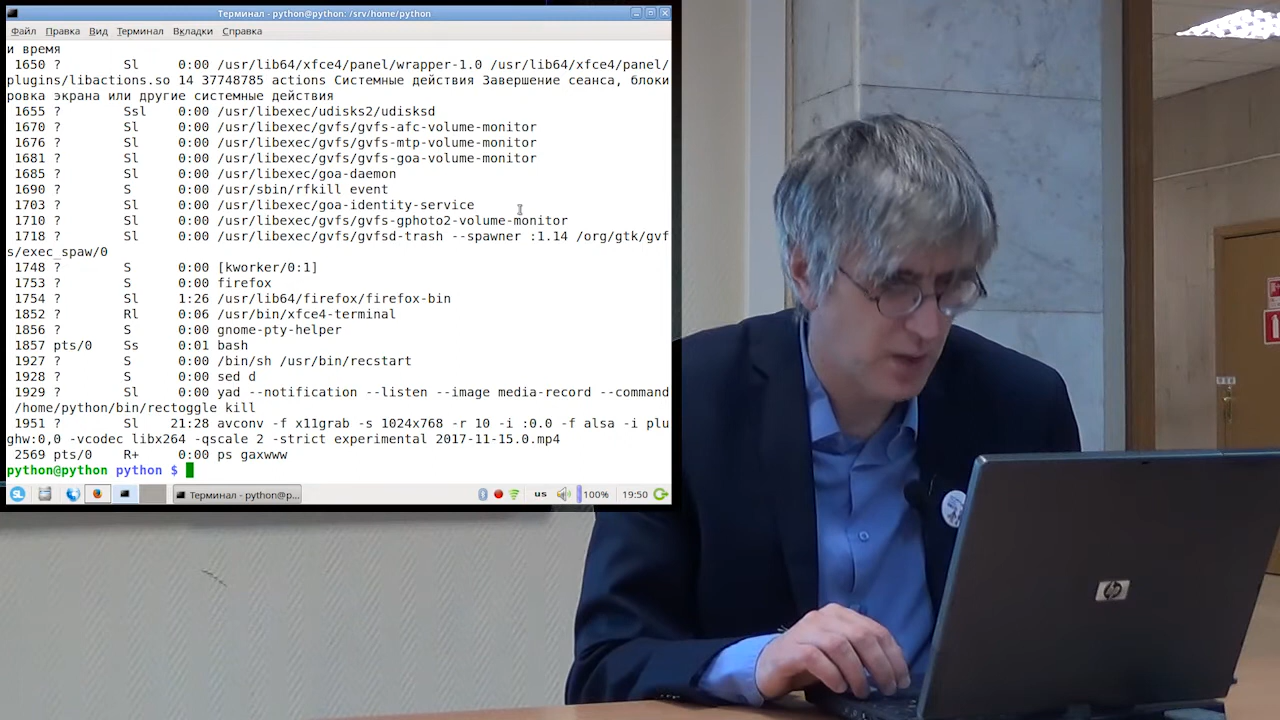 Терминал - python@python: /srv/home/python
Файл Правка Вид Терминал Вкладки Справка
и время
1650 ? Sl 0:00 /usr/lib64/xfce4/panel/wrapper-1.0 /usr/lib64/xfce4/panel/
plugins/libactions.so 14 37748785 actions Системные действия Завершение сеанса, блоки
ровка экрана или другие системные действия
1655 ? Ssl 0:00 /usr/libexec/udisks2/udisksd
1670 ? Sl 0:00 /usr/libexec/gvfs/gvfs-afc-volume-monitor
1676 ? Sl 0:00 /usr/libexec/gvfs/gvfs-mtp-volume-monitor
1681 ? Sl 0:00 /usr/libexec/gvfs/gvfs-goa-volume-monitor
1685 ? Sl 0:00 /usr/libexec/goa-daemon
1690 ? S 0:00 /usr/sbin/rfkill event
1703 ? Sl 0:00 /usr/libexec/goa-identity-service
1710 ? Sl 0:00 /usr/libexec/gvfs/gvfs-gphoto2-volume-monitor
1718 ? Sl 0:00 /usr/libexec/gvfs/gvfsd-trash --spawner :1.14 /org/gtk/gvf
s/exec_spaw/0
1748 ? S 0:00 [kworker/0:1]
1753 ? S 0:00 firefox
1754 ? Sl 1:26 /usr/lib64/firefox/firefox-bin
1852 ? Rl 0:06 /usr/bin/xfce4-terminal
1856 ? S 0:00 gnome-pty-helper
1857 pts/0 Ss 0:01 bash
1927 ? S 0:00 /bin/sh /usr/bin/recstart
1928 ? S 0:00 sed d
1929 ? Sl 0:00 yad --notification --listen --image media-record --command
/home/python/bin/rectoggle kill
1951 ? Sl 21:28 avconv -f x11grab -s 1024x768 -r 10 -i :0.0 -f alsa -i plu
ghw:0,0 -vcodec libx264 -qscale 2 -strict experimental 2017-11-15.0.mp4
2569 pts/0 R+ 0:00 ps gaxwww
python@python python $
SL Терминал - python@p... us 100% 19:50
hp